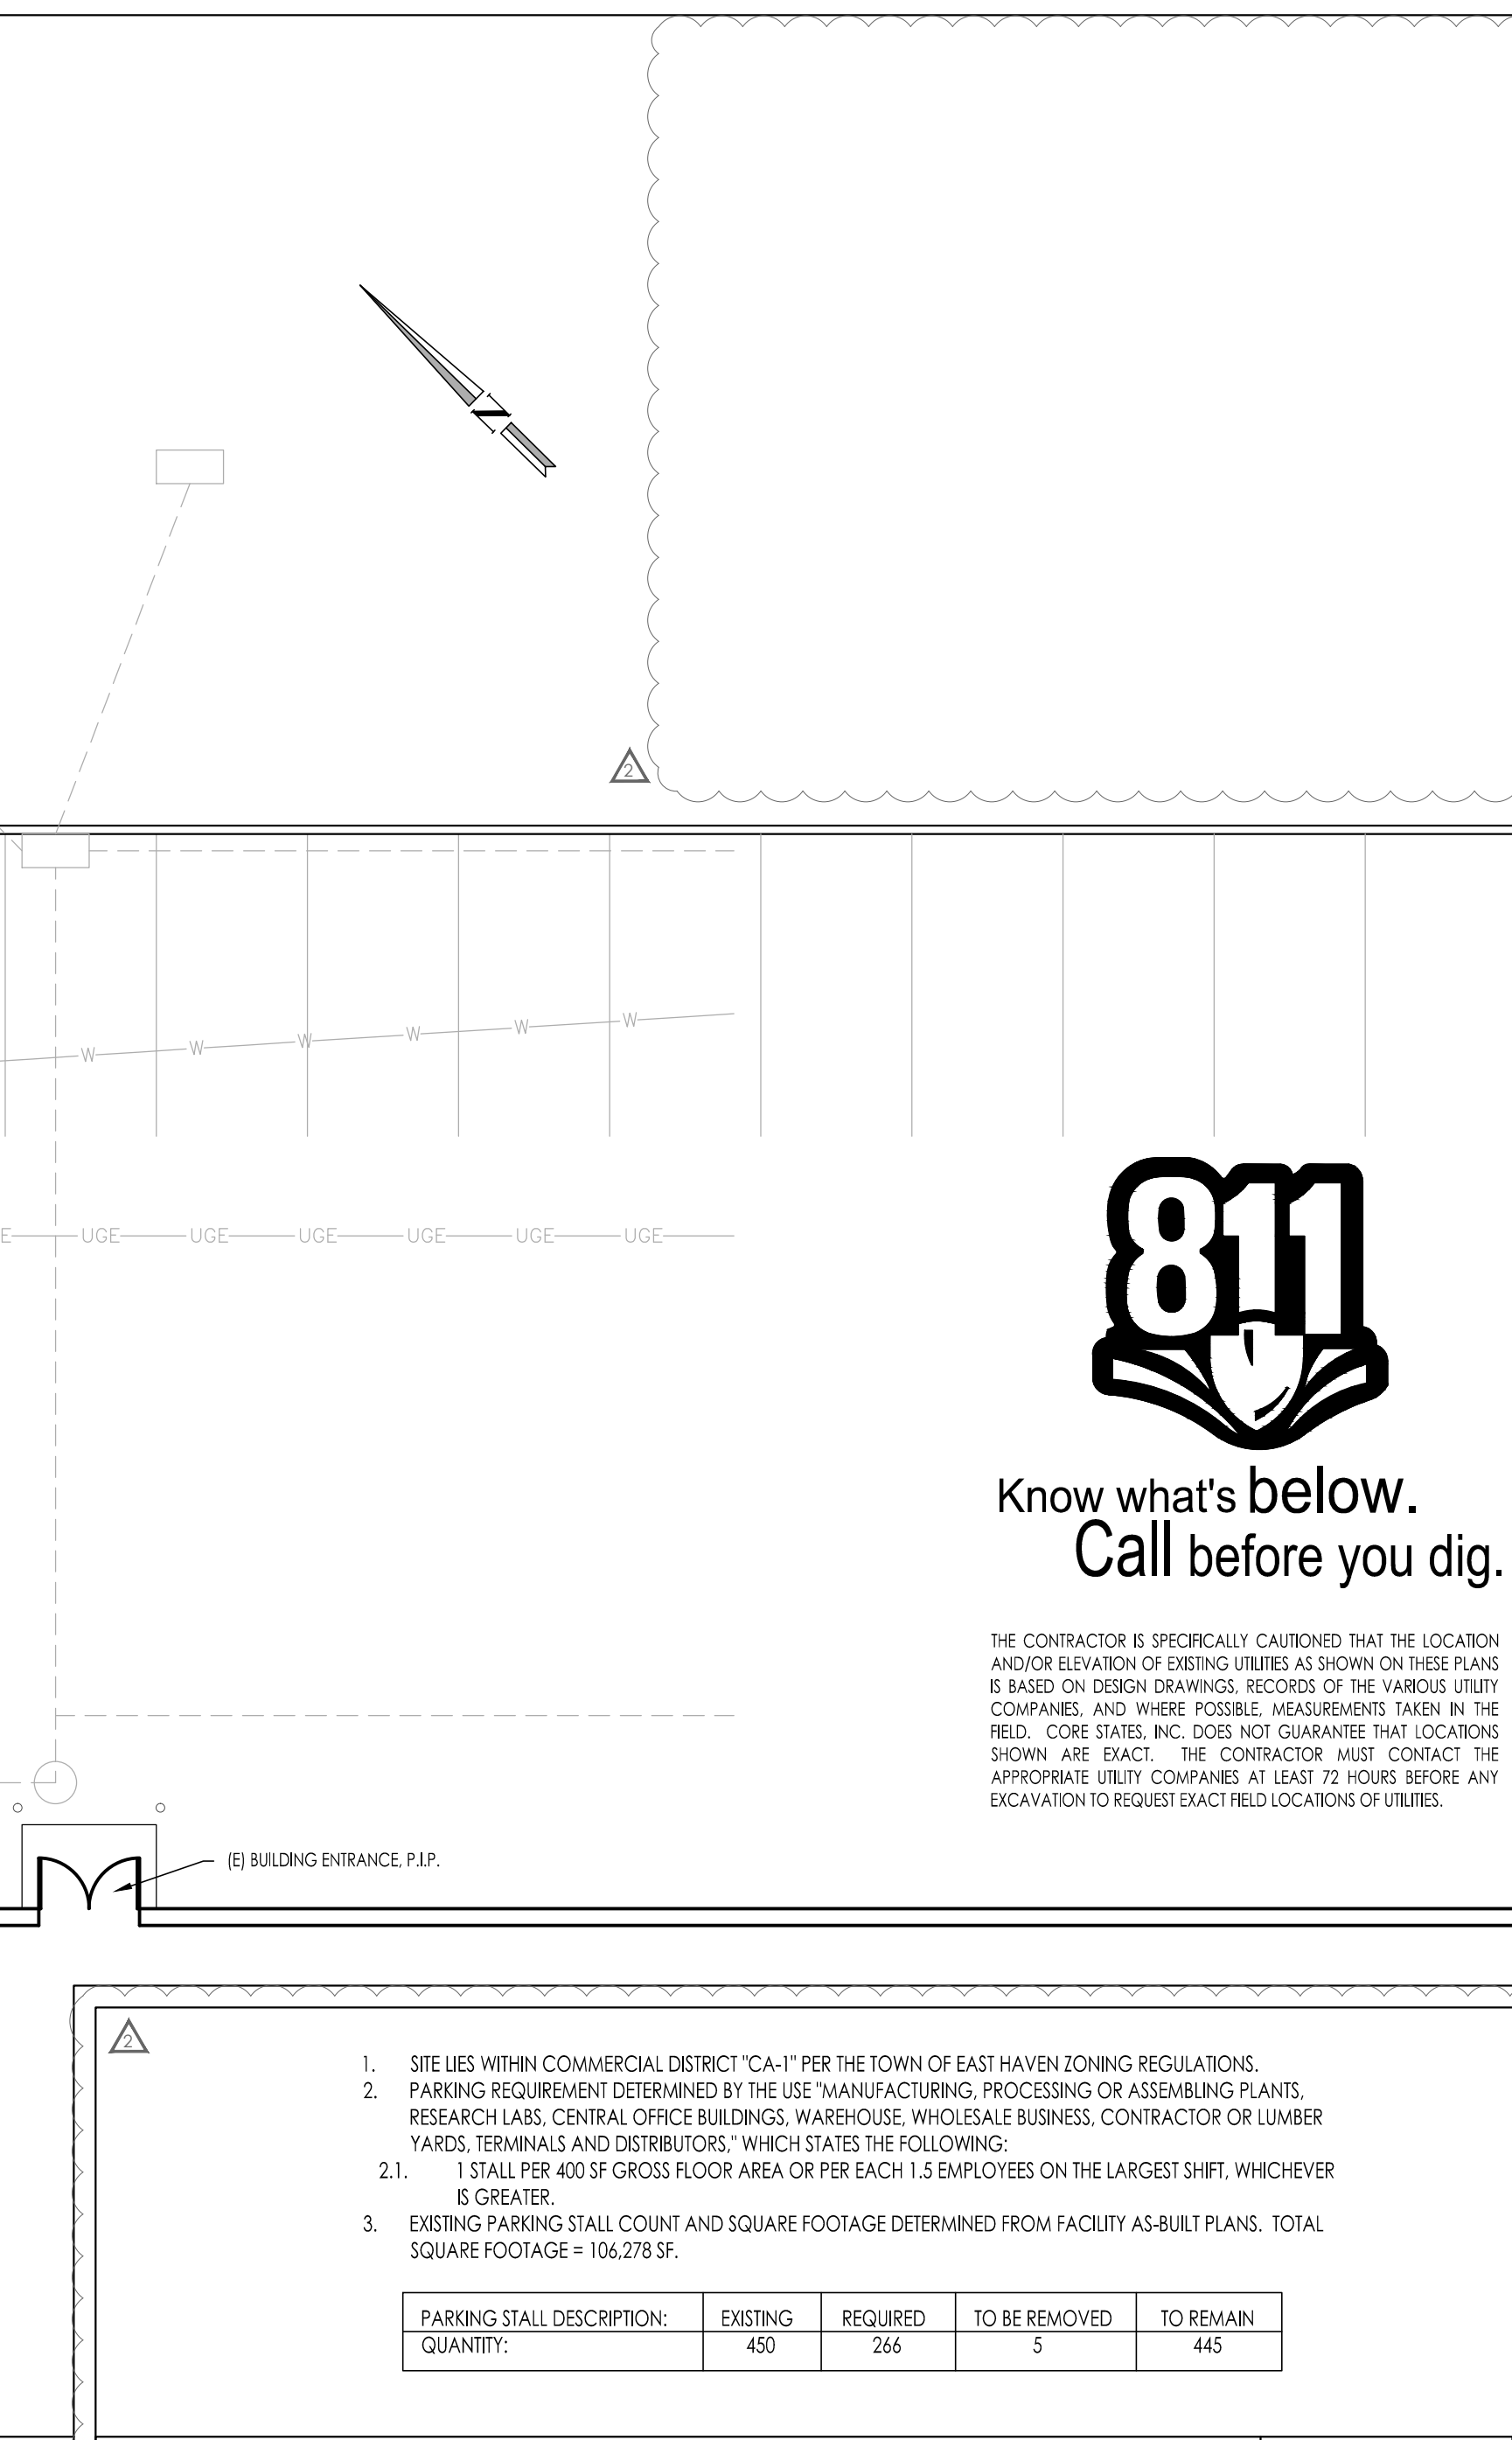 N
2
W W W W W W
811
E UGE UGE UGE UGE UGE UGE
Know what's below.
Call before you dig.
THE CONTRACTOR IS SPECIFICALLY CAUTIONED THAT THE LOCATION
AND/OR ELEVATION OF EXISTING UTILITIES AS SHOWN ON THESE PLANS
IS BASED ON DESIGN DRAWINGS, RECORDS OF THE VARIOUS UTILITY
COMPANIES, AND WHERE POSSIBLE, MEASUREMENTS TAKEN IN THE
FIELD. CORE STATES, INC. DOES NOT GUARANTEE THAT LOCATIONS
SHOWN ARE EXACT. THE CONTRACTOR MUST CONTACT THE
APPROPRIATE UTILITY COMPANIES AT LEAST 72 HOURS BEFORE ANY
EXCAVATION TO REQUEST EXACT FIELD LOCATIONS OF UTILITIES.
(E) BUILDING ENTRANCE, P.I.P.
2
1. SITE LIES WITHIN COMMERCIAL DISTRICT "CA-1" PER THE TOWN OF EAST HAVEN ZONING REGULATIONS.
2. PARKING REQUIREMENT DETERMINED BY THE USE "MANUFACTURING, PROCESSING OR ASSEMBLING PLANTS,
RESEARCH LABS, CENTRAL OFFICE BUILDINGS, WAREHOUSE, WHOLESALE BUSINESS, CONTRACTOR OR LUMBER
YARDS, TERMINALS AND DISTRIBUTORS," WHICH STATES THE FOLLOWING:
2.1. 1 STALL PER 400 SF GROSS FLOOR AREA OR PER EACH 1.5 EMPLOYEES ON THE LARGEST SHIFT, WHICHEVER
IS GREATER.
3. EXISTING PARKING STALL COUNT AND SQUARE FOOTAGE DETERMINED FROM FACILITY AS-BUILT PLANS. TOTAL
SQUARE FOOTAGE = 106,278 SF.
PARKING STALL DESCRIPTION: EXISTING REQUIRED TO BE REMOVED TO REMAIN
QUANTITY: 450 266 5 445